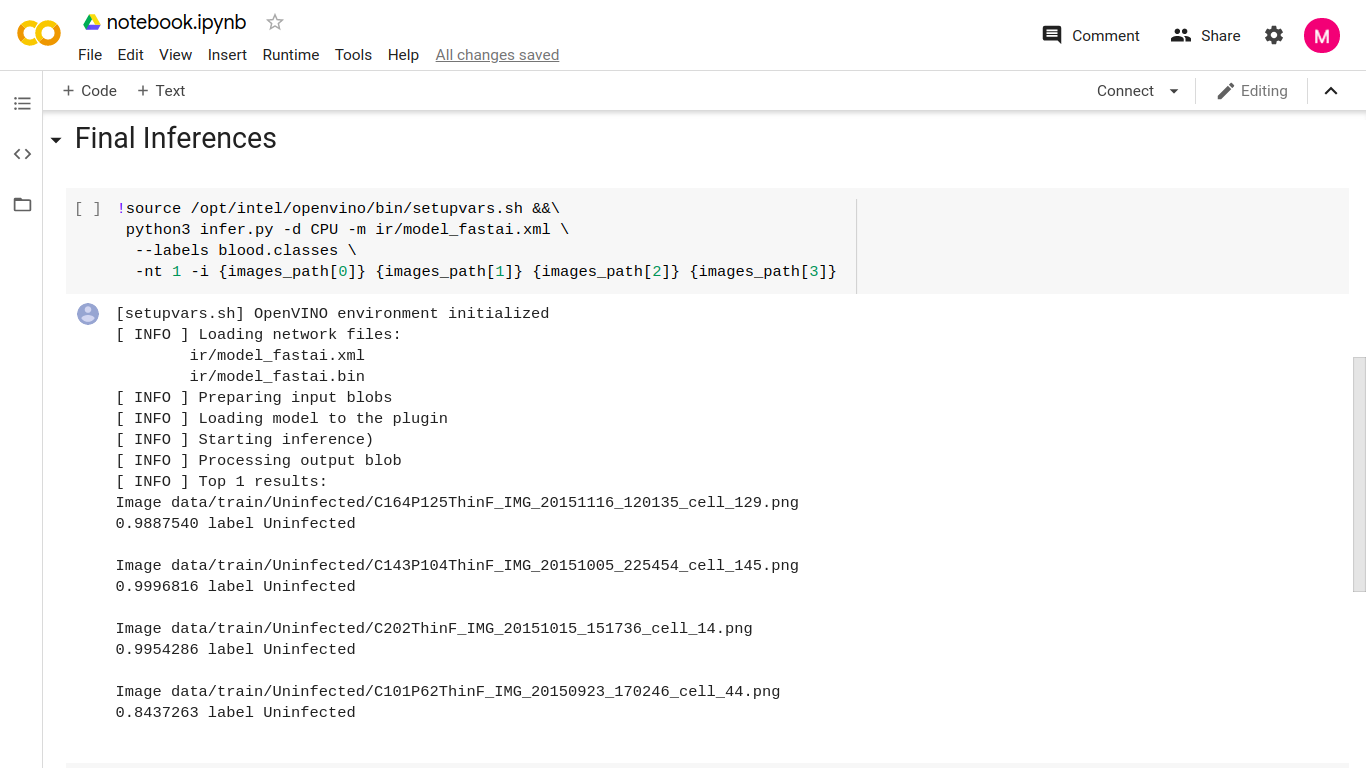 notebook.ipynb
File Edit View Insert Runtime Tools Help All changes saved
Comment Share M
+ Code + Text Connect Editing
Final Inferences
[ ] !source /opt/intel/openvino/bin/setupvars.sh &&\
python3 infer.py -d CPU -m ir/model_fastai.xml \
--labels blood.classes \
-nt 1 -i {images_path[0]} {images_path[1]} {images_path[2]} {images_path[3]}
[setupvars.sh] OpenVINO environment initialized
[ INFO ] Loading network files:
ir/model_fastai.xml
ir/model_fastai.bin
[ INFO ] Preparing input blobs
[ INFO ] Loading model to the plugin
[ INFO ] Starting inference)
[ INFO ] Processing output blob
[ INFO ] Top 1 results:
Image data/train/Uninfected/C164P125ThinF_IMG_20151116_120135_cell_129.png
0.9887540 label Uninfected
Image data/train/Uninfected/C143P104ThinF_IMG_20151005_225454_cell_145.png
0.9996816 label Uninfected
Image data/train/Uninfected/C202ThinF_IMG_20151015_151736_cell_14.png
0.9954286 label Uninfected
Image data/train/Uninfected/C101P62ThinF_IMG_20150923_170246_cell_44.png
0.8437263 label Uninfected